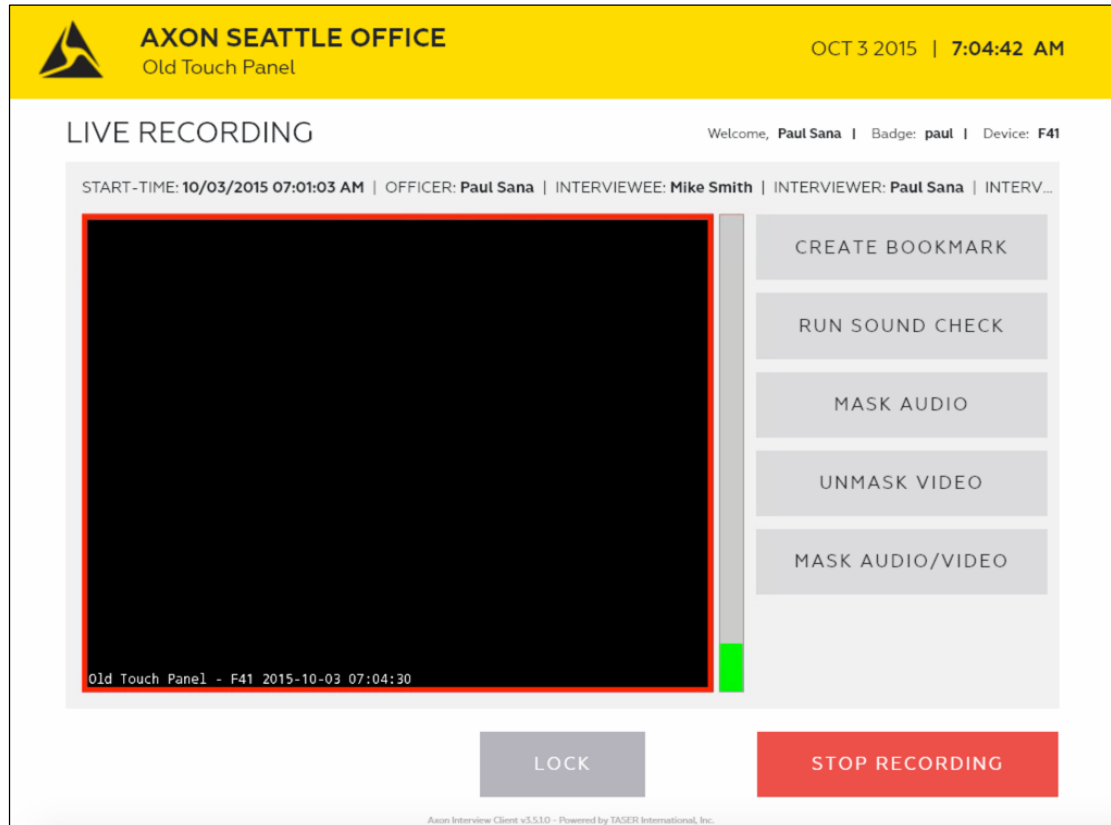 AXON SEATTLE OFFICE
Old Touch Panel
OCT 3 2015 | 7:04:42 AM
LIVE RECORDING
Welcome, Paul Sana | Badge: paul | Device: F41
START-TIME: 10/03/2015 07:01:03 AM | OFFICER: Paul Sana | INTERVIEWEE: Mike Smith | INTERVIEWER: Paul Sana | INTERV...
CREATE BOOKMARK
RUN SOUND CHECK
MASK AUDIO
UNMASK VIDEO
MASK AUDIO/VIDEO
Old Touch Panel - F41 2015-10-03 07:04:30
LOCK
STOP RECORDING
Axon Interview Client v3.5.1.0 - Powered by TASER International, Inc.